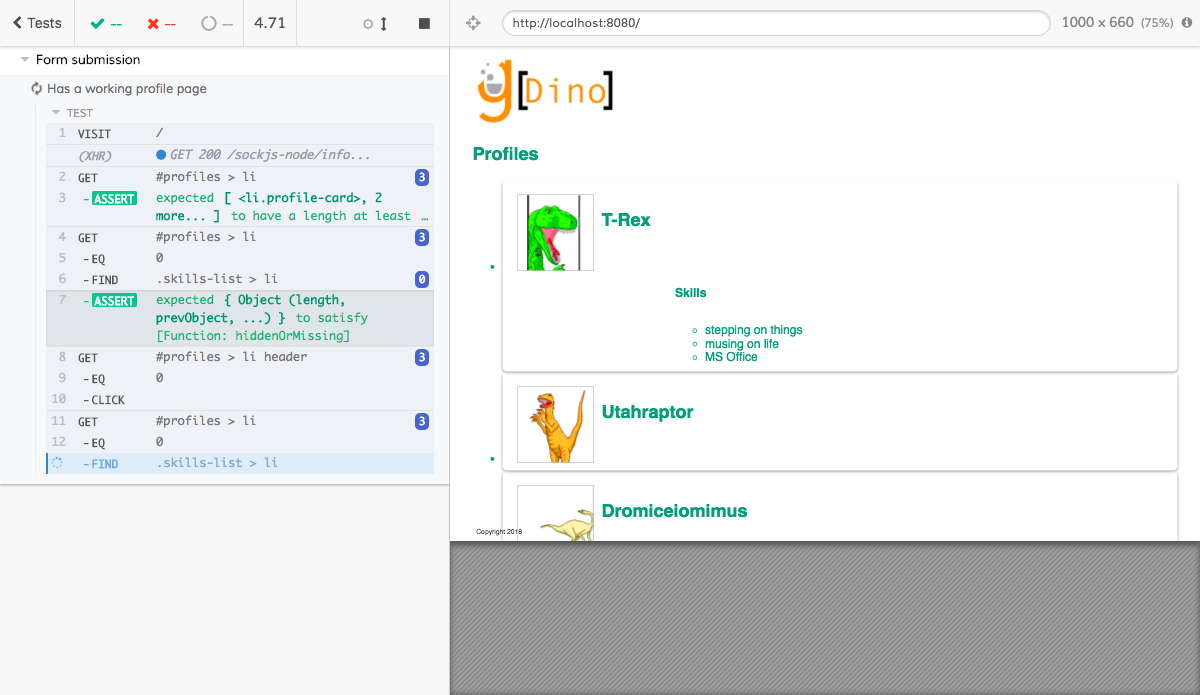 Tests -- -- -- 4.71
http://localhost:8080/ 1000 x 660 (75%)
Form submission
Has a working profile page
TEST
1 VISIT /
(XHR) GET 200 /sockjs-node/info...
2 GET #profiles > li 3
3 -ASSERT expected [ <li.profile-card>, 2
more... ] to have a length at least …
4 GET #profiles > li 3
5 -EQ 0
6 -FIND .skills-list > li 0
7 -ASSERT expected { Object (length,
prevObject, ...) } to satisfy
[Function: hiddenOrMissing]
8 GET #profiles > li header 3
9 -EQ 0
10 -CLICK
11 GET #profiles > li 3
12 -EQ 0
-FIND .skills-list > li
g[Dino]
Profiles
T-Rex
Skills
stepping on things
musing on life
MS Office
Utahraptor
Dromiceiomimus
Copyright 2018